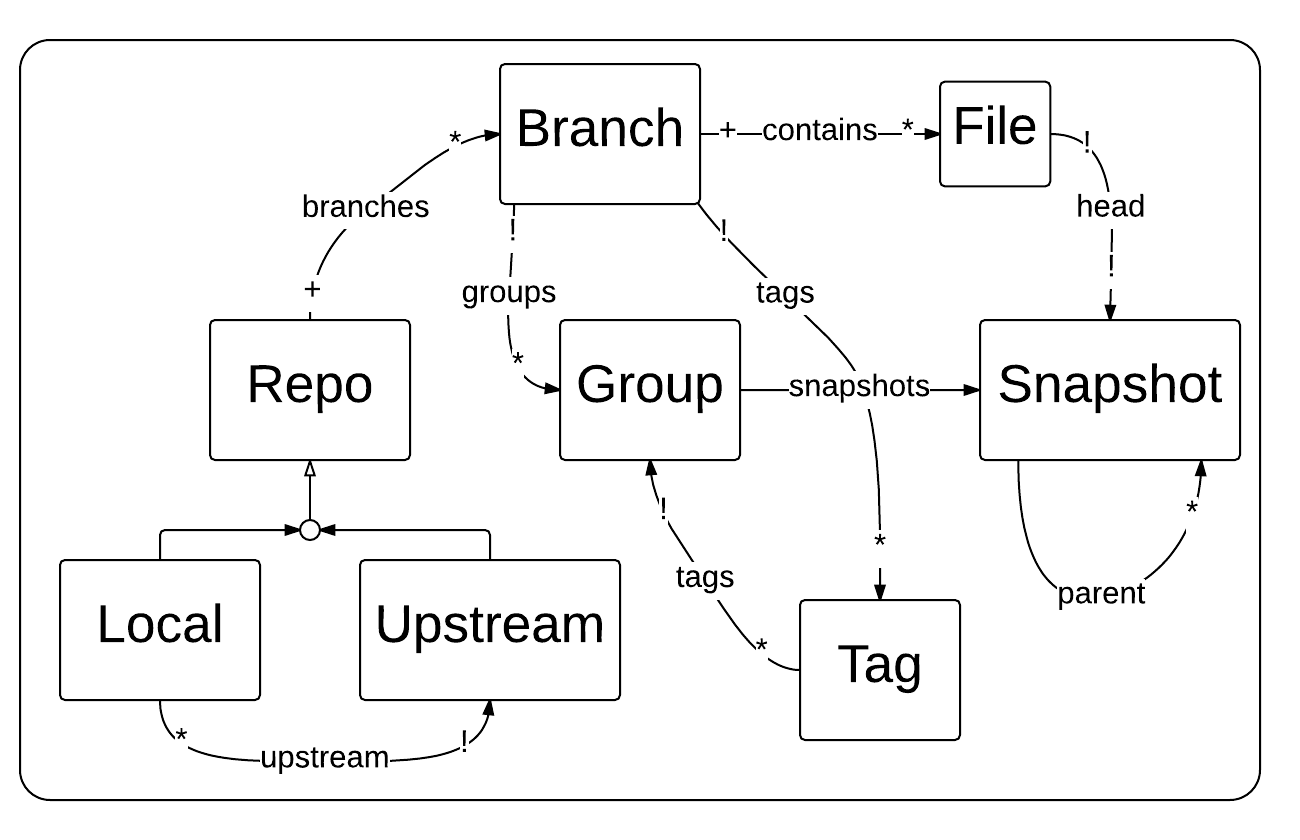 Branch
+
contains
*
File
!
head
!
*
branches
+
!
groups
*
!
tags
*
Repo
Group
snapshots
Snapshot
!
tags
*
*
parent
Local
Upstream
Tag
*
upstream
!